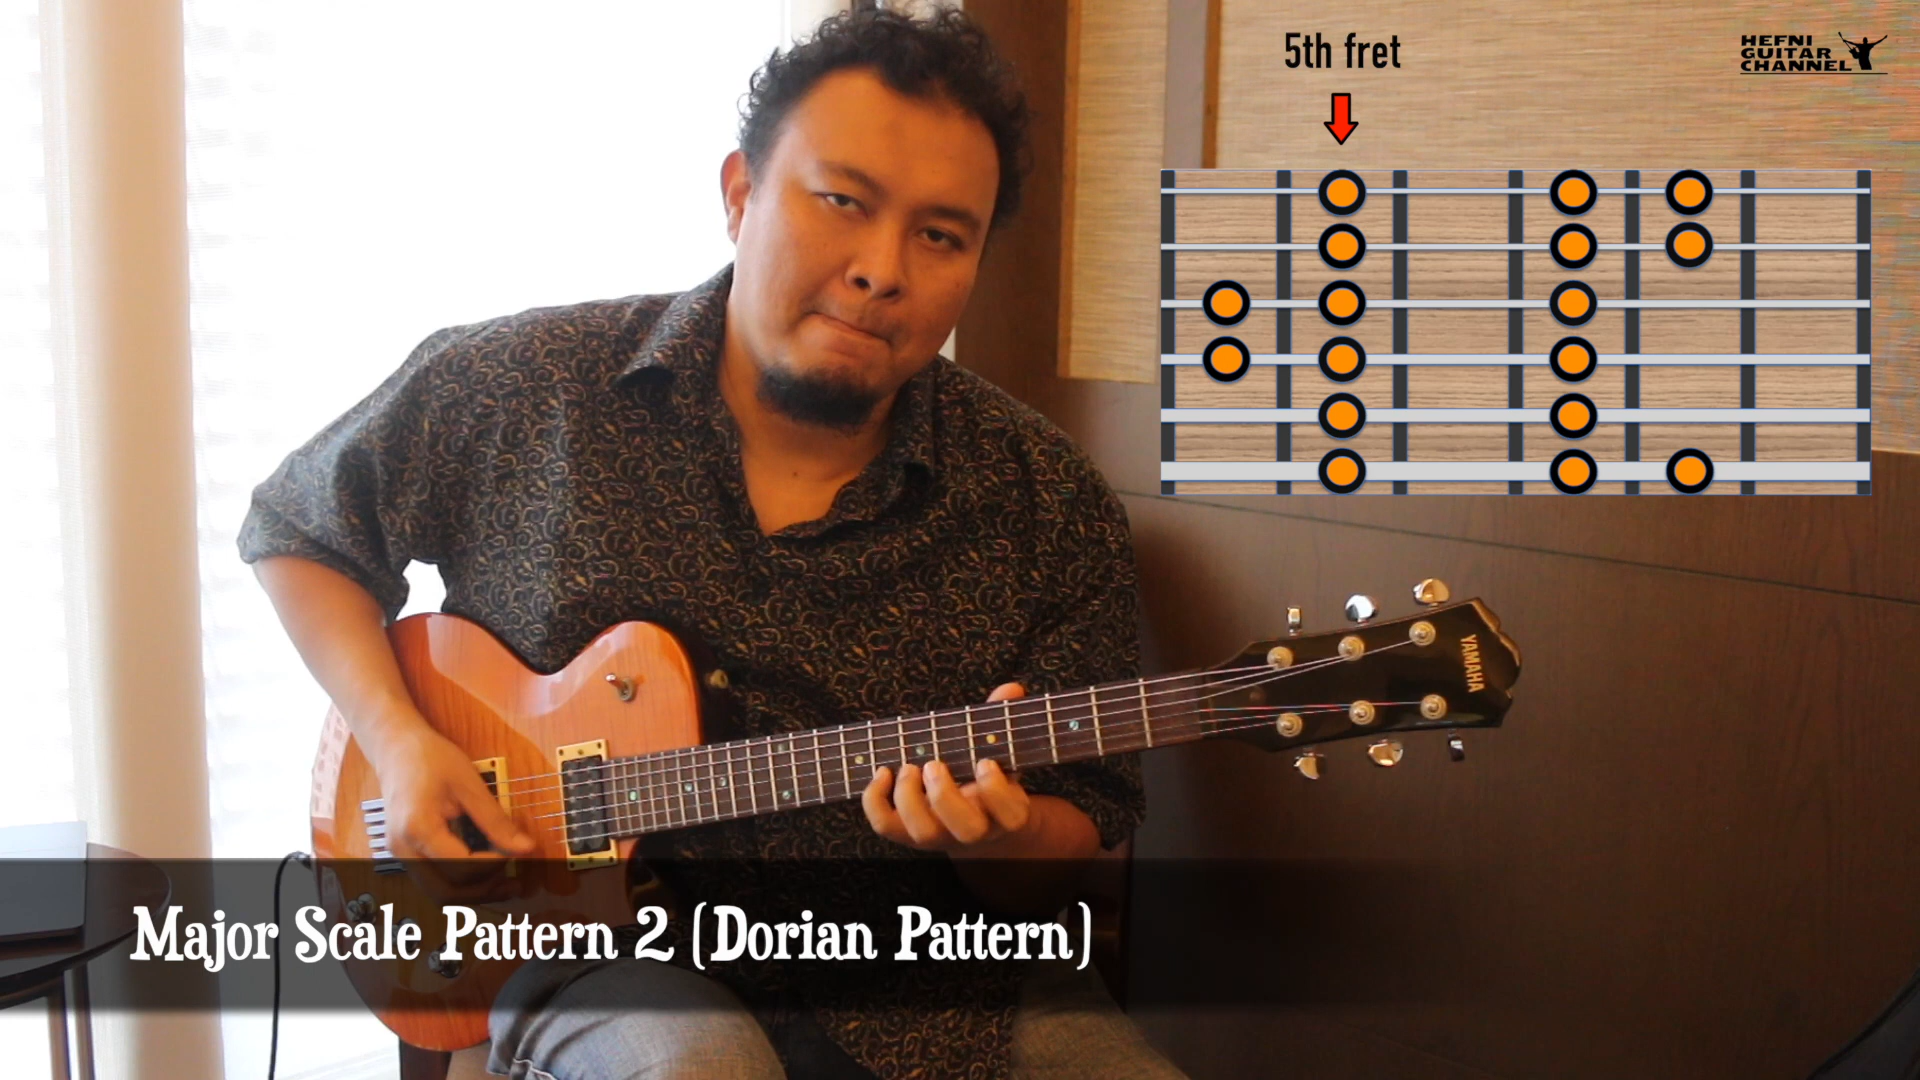 5th fret
HEFNI
GUITAR
CHANNEL
YAMAHA
Major Scale Pattern 2 (Dorian Pattern)